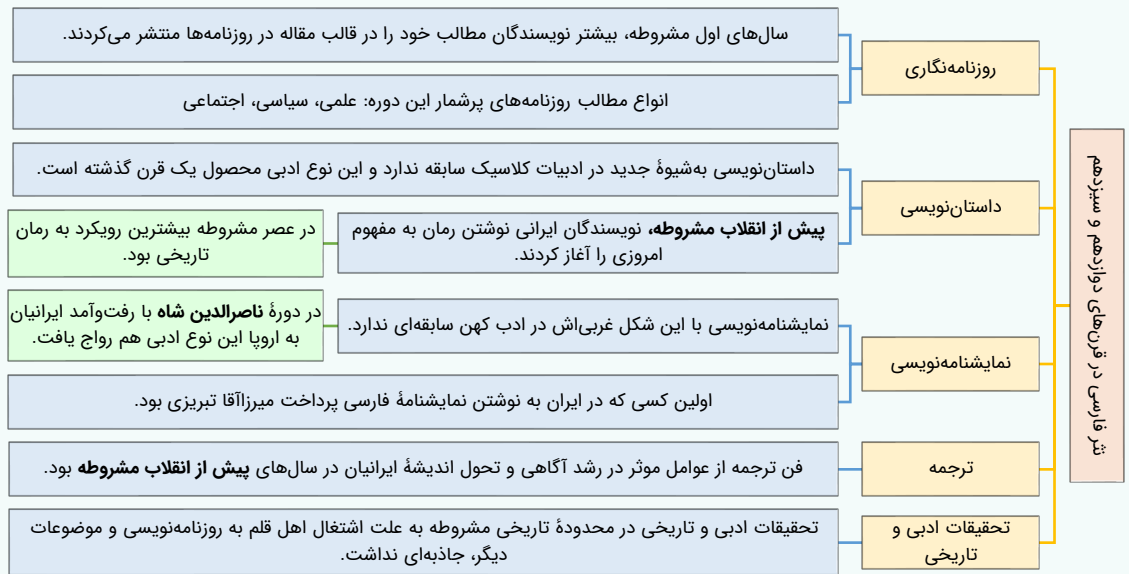 نثر فارسی در قرن‌های دوازدهم و سیزدهم
روزنامه‌نگاری
سال‌های اول مشروطه، بیشتر نویسندگان مطالب خود را در قالب مقاله در روزنامه‌ها منتشر می‌کردند.
انواع مطالب روزنامه‌های پرشمار این دوره: علمی، سیاسی، اجتماعی
داستان‌نویسی
داستان‌نویسی به‌شیوهٔ جدید در ادبیات کلاسیک سابقه ندارد و این نوع ادبی محصول یک قرن گذشته است.
پیش از انقلاب مشروطه، نویسندگان ایرانی نوشتن رمان به مفهوم
امروزی را آغاز کردند.
در عصر مشروطه بیشترین رویکرد به رمان
تاریخی بود.
نمایشنامه‌نویسی
نمایشنامه‌نویسی با این شکل غربی‌اش در ادب کهن سابقه‌ای ندارد.
در دورهٔ ناصرالدین شاه با رفت‌وآمد ایرانیان
به اروپا این نوع ادبی هم رواج یافت.
اولین کسی که در ایران به نوشتن نمایشنامهٔ فارسی پرداخت میرزاآقا تبریزی بود.
ترجمه
فن ترجمه از عوامل موثر در رشد آگاهی و تحول اندیشهٔ ایرانیان در سال‌های پیش از انقلاب مشروطه بود.
تحقیقات ادبی و
تاریخی
تحقیقات ادبی و تاریخی در محدودهٔ تاریخی مشروطه به علت اشتغال اهل قلم به روزنامه‌نویسی و موضوعات
دیگر، جاذبه‌ای نداشت.